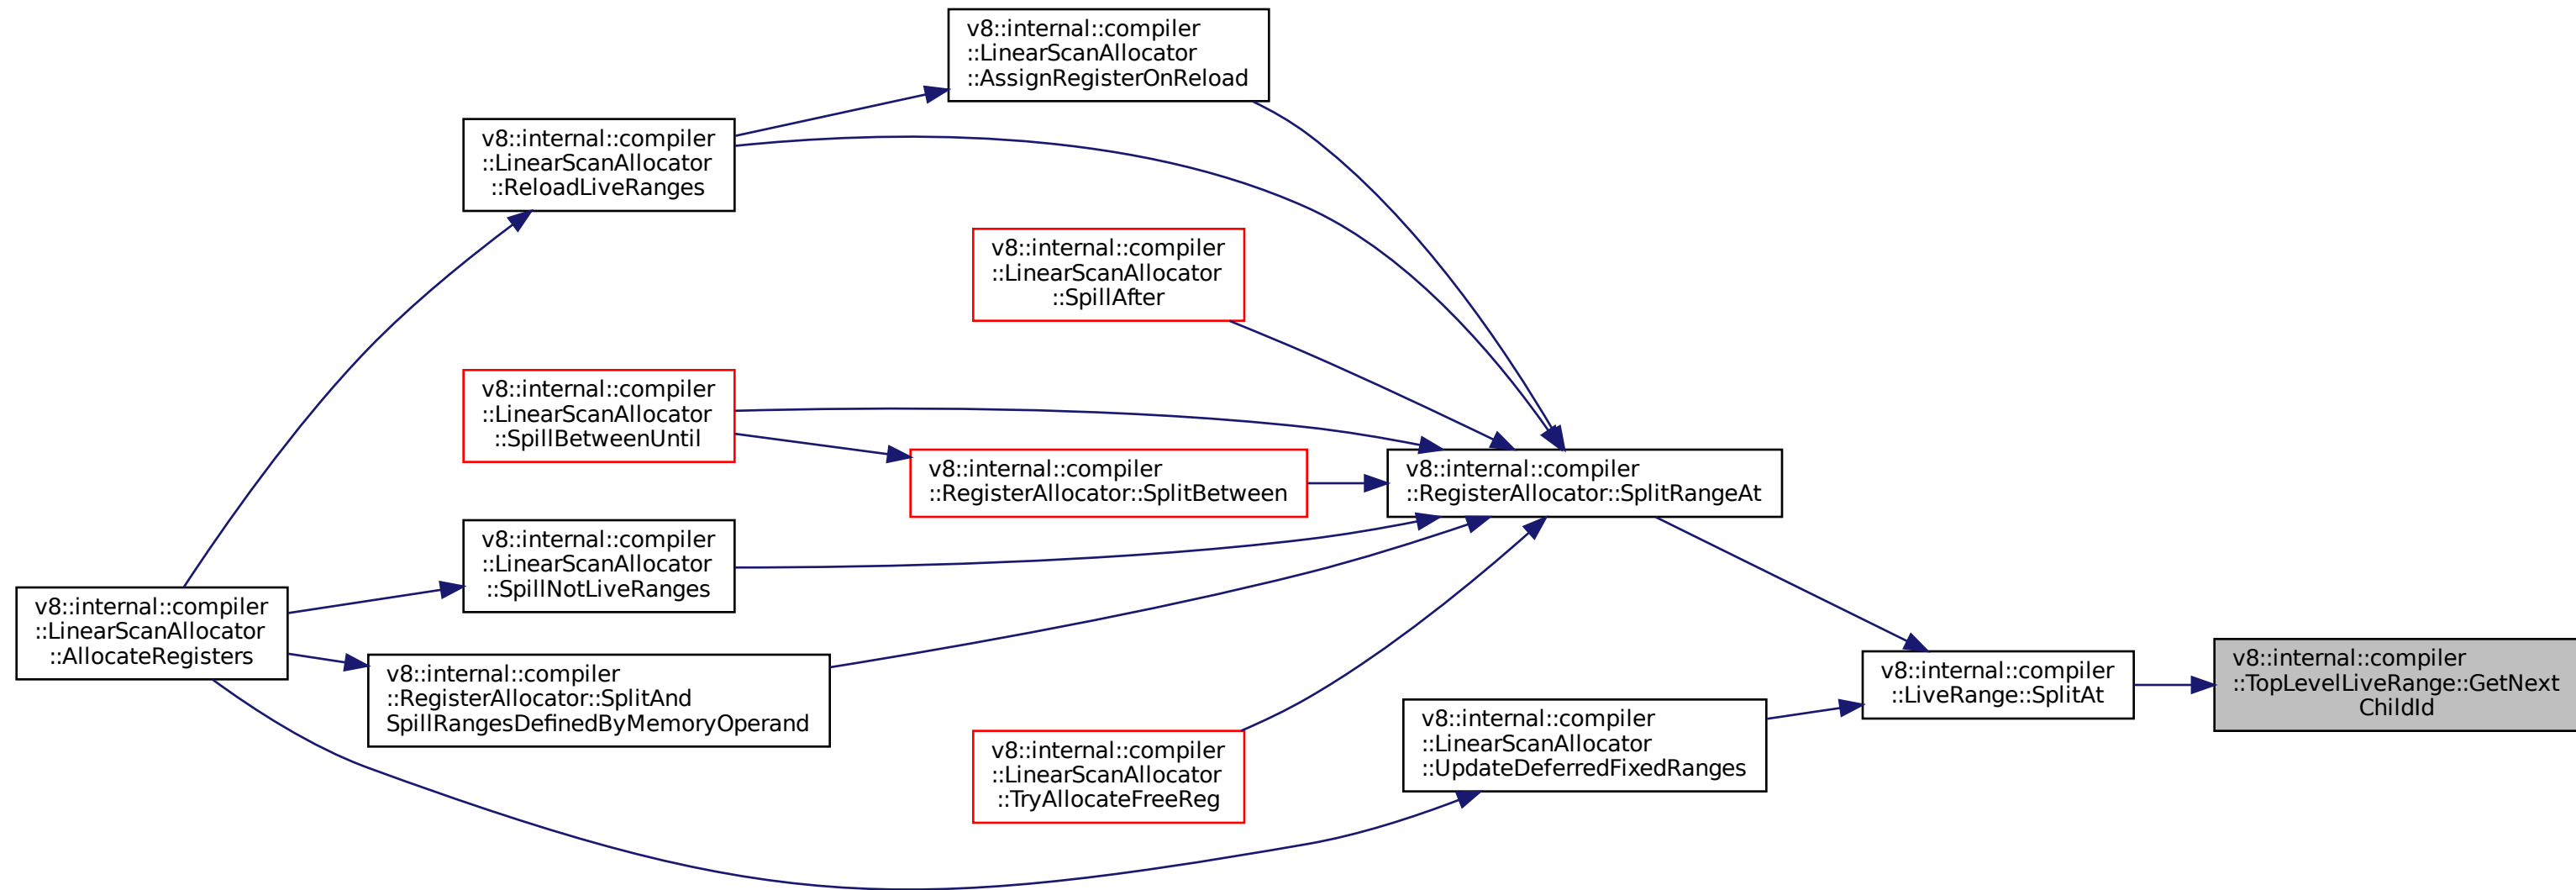 v8::internal::compiler
::LinearScanAllocator
::AssignRegisterOnReload
v8::internal::compiler
::LinearScanAllocator
::ReloadLiveRanges
v8::internal::compiler
::LinearScanAllocator
::SpillAfter
v8::internal::compiler
::LinearScanAllocator
::SpillBetweenUntil
v8::internal::compiler
::RegisterAllocator::SplitBetween
v8::internal::compiler
::RegisterAllocator::SplitRangeAt
v8::internal::compiler
::LinearScanAllocator
::SpillNotLiveRanges
v8::internal::compiler
::LinearScanAllocator
::AllocateRegisters
v8::internal::compiler
::RegisterAllocator::SplitAnd
SpillRangesDefinedByMemoryOperand
v8::internal::compiler
::LinearScanAllocator
::TryAllocateFreeReg
v8::internal::compiler
::LinearScanAllocator
::UpdateDeferredFixedRanges
v8::internal::compiler
::LiveRange::SplitAt
v8::internal::compiler
::TopLevelLiveRange::GetNext
ChildId